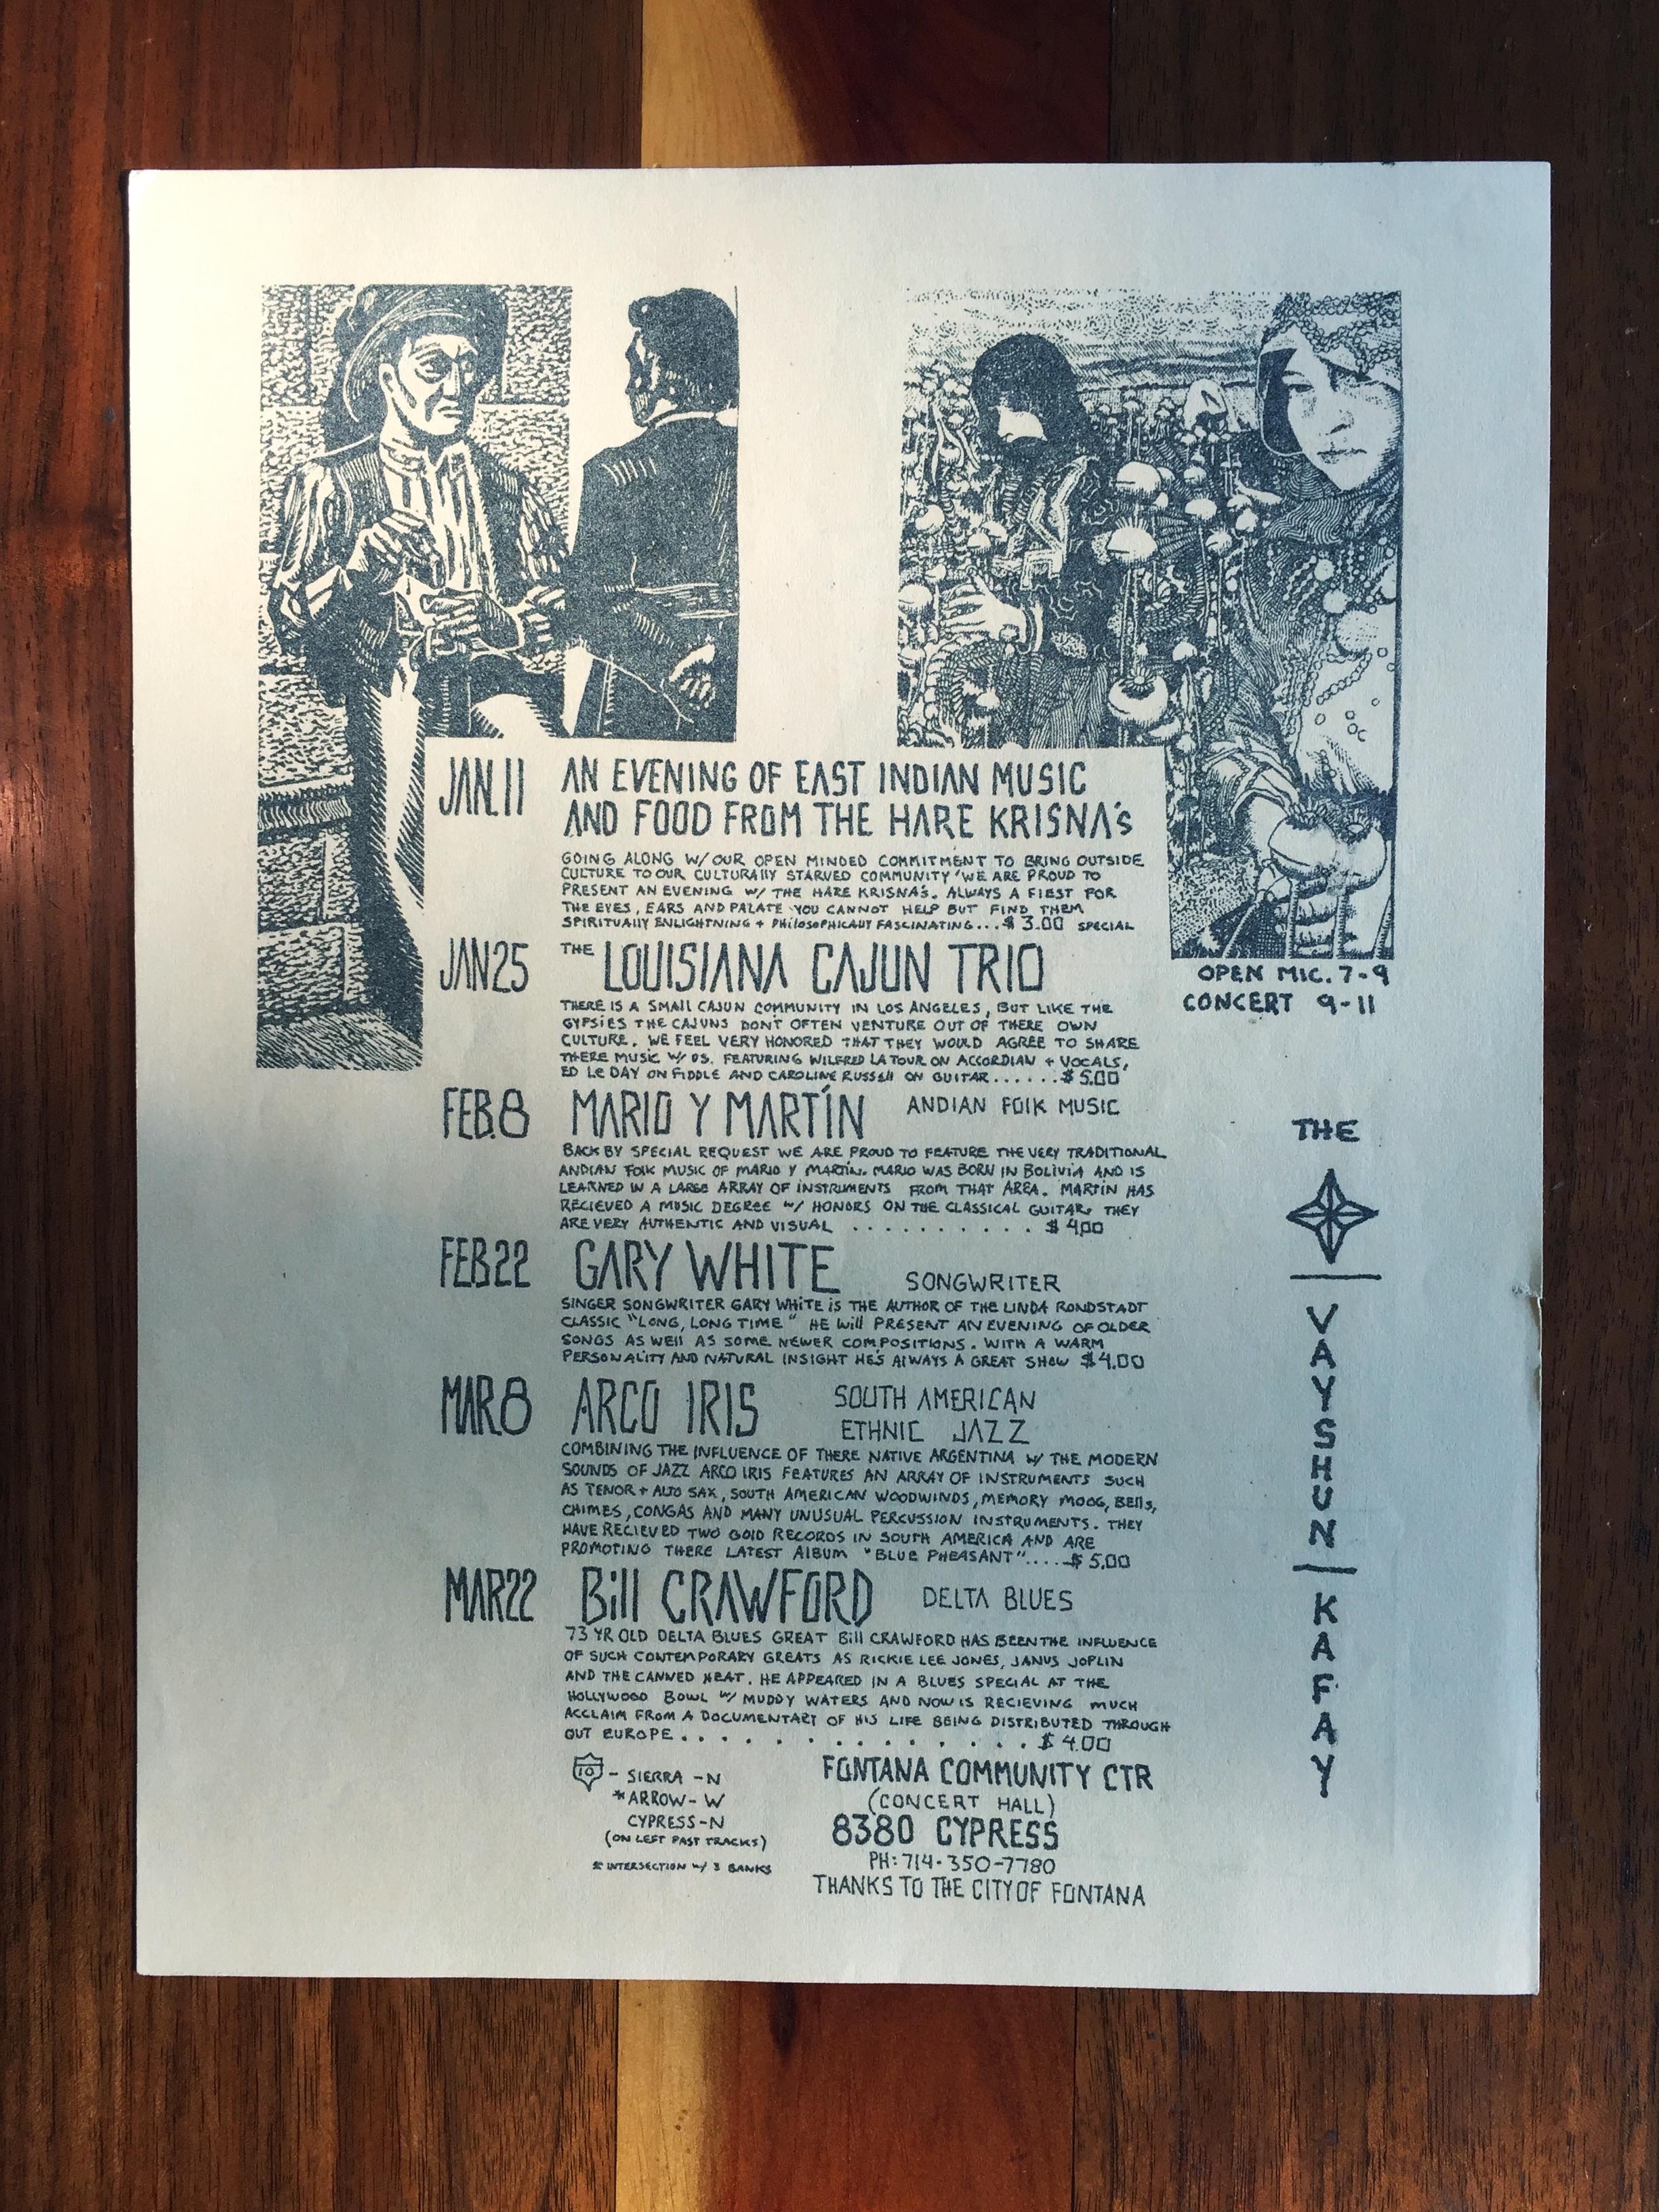 JAN. 11 AN EVENING OF EAST INDIAN MUSIC
AND FOOD FROM THE HARE KRISNA'S
GOING ALONG W/ OUR OPEN MINDED COMMITMENT TO BRING OUTSIDE
CULTURE TO OUR CULTURALLY STARVED COMMUNITY WE ARE PROUD TO
PRESENT AN EVENING W/ THE HARE KRISNA'S. ALWAYS A FIEST FOR
THE EYES, EARS AND PALATE YOU CANNOT HELP BUT FIND THEM
SPIRITUALLY ENLIGHTNING + PHILOSOPHICALLY FASCINATING...$3.00 SPECIAL
JAN 25 THE LOUISIANA CAJUN TRIO
THERE IS A SMALL CAJUN COMMUNITY IN LOS ANGELES, BUT LIKE THE
GYPSIES THE CAJUNS DON'T OFTEN VENTURE OUT OF THERE OWN
CULTURE. WE FEEL VERY HONORED THAT THEY WOULD AGREE TO SHARE
THERE MUSIC W/ US. FEATURING WILFRED LA TOUR ON ACCORDIAN + VOCALS,
ED LE DAY ON FIDDLE AND CAROLINE RUSSELL ON GUITAR......$5.00
OPEN MIC. 7-9
CONCERT 9-11
FEB. 8 MARIO Y MARTÍN ANDIAN FOLK MUSIC
BACK BY SPECIAL REQUEST WE ARE PROUD TO FEATURE THE VERY TRADITIONAL
ANDIAN FOLK MUSIC OF MARIO Y MARTÍN. MARIO WAS BORN IN BOLIVIA AND IS
LEARNED IN A LARGE ARRAY OF INSTRUMENTS FROM THAT AREA. MARTÍN HAS
RECIEVED A MUSIC DEGREE W/ HONORS ON THE CLASSICAL GUITAR. THEY
ARE VERY AUTHENTIC AND VISUAL .......... $4.00
FEB 22 GARY WHITE SONGWRITER
SINGER SONGWRITER GARY WHITE IS THE AUTHOR OF THE LINDA RONDSTADT
CLASSIC "LONG, LONG TIME" HE WILL PRESENT AN EVENING OF OLDER
SONGS AS WELL AS SOME NEWER COMPOSITIONS. WITH A WARM
PERSONALITY AND NATURAL INSIGHT HE'S ALWAYS A GREAT SHOW $4.00
MAR 8 ARCO IRIS SOUTH AMERICAN
ETHNIC JAZZ
COMBINING THE INFLUENCE OF THERE NATIVE ARGENTINA W/ THE MODERN
SOUNDS OF JAZZ ARCO IRIS FEATURES AN ARRAY OF INSTRUMENTS SUCH
AS TENOR + ALTO SAX, SOUTH AMERICAN WOODWINDS, MEMORY MOOG, BELLS,
CHIMES, CONGAS AND MANY UNUSUAL PERCUSSION INSTRUMENTS. THEY
HAVE RECIEVED TWO GOLD RECORDS IN SOUTH AMERICA AND ARE
PROMOTING THERE LATEST ALBUM "BLUE PHEASANT".....$5.00
MAR 22 BILL CRAWFORD DELTA BLUES
73 YR OLD DELTA BLUES GREAT BILL CRAWFORD HAS BEEN THE INFLUENCE
OF SUCH CONTEMPORARY GREATS AS RICKIE LEE JONES, JANUS JOPLIN
AND THE CANNED HEAT. HE APPEARED IN A BLUES SPECIAL AT THE
HOLLYWOOD BOWL W/ MUDDY WATERS AND NOW IS RECIEVING MUCH
ACCLAIM FROM A DOCUMENTARY OF HIS LIFE BEING DISTRIBUTED THROUGH
OUT EUROPE.............. $4.00
THE
VAYSHUN
KAFAY
10 - SIERRA - N
*ARROW - W
CYPRESS - N
(ON LEFT PAST TRACKS)
* INTERSECTION W/ 3 BANKS
FONTANA COMMUNITY CTR
(CONCERT HALL)
8380 CYPRESS
PH: 714-350-7780
THANKS TO THE CITY OF FONTANA